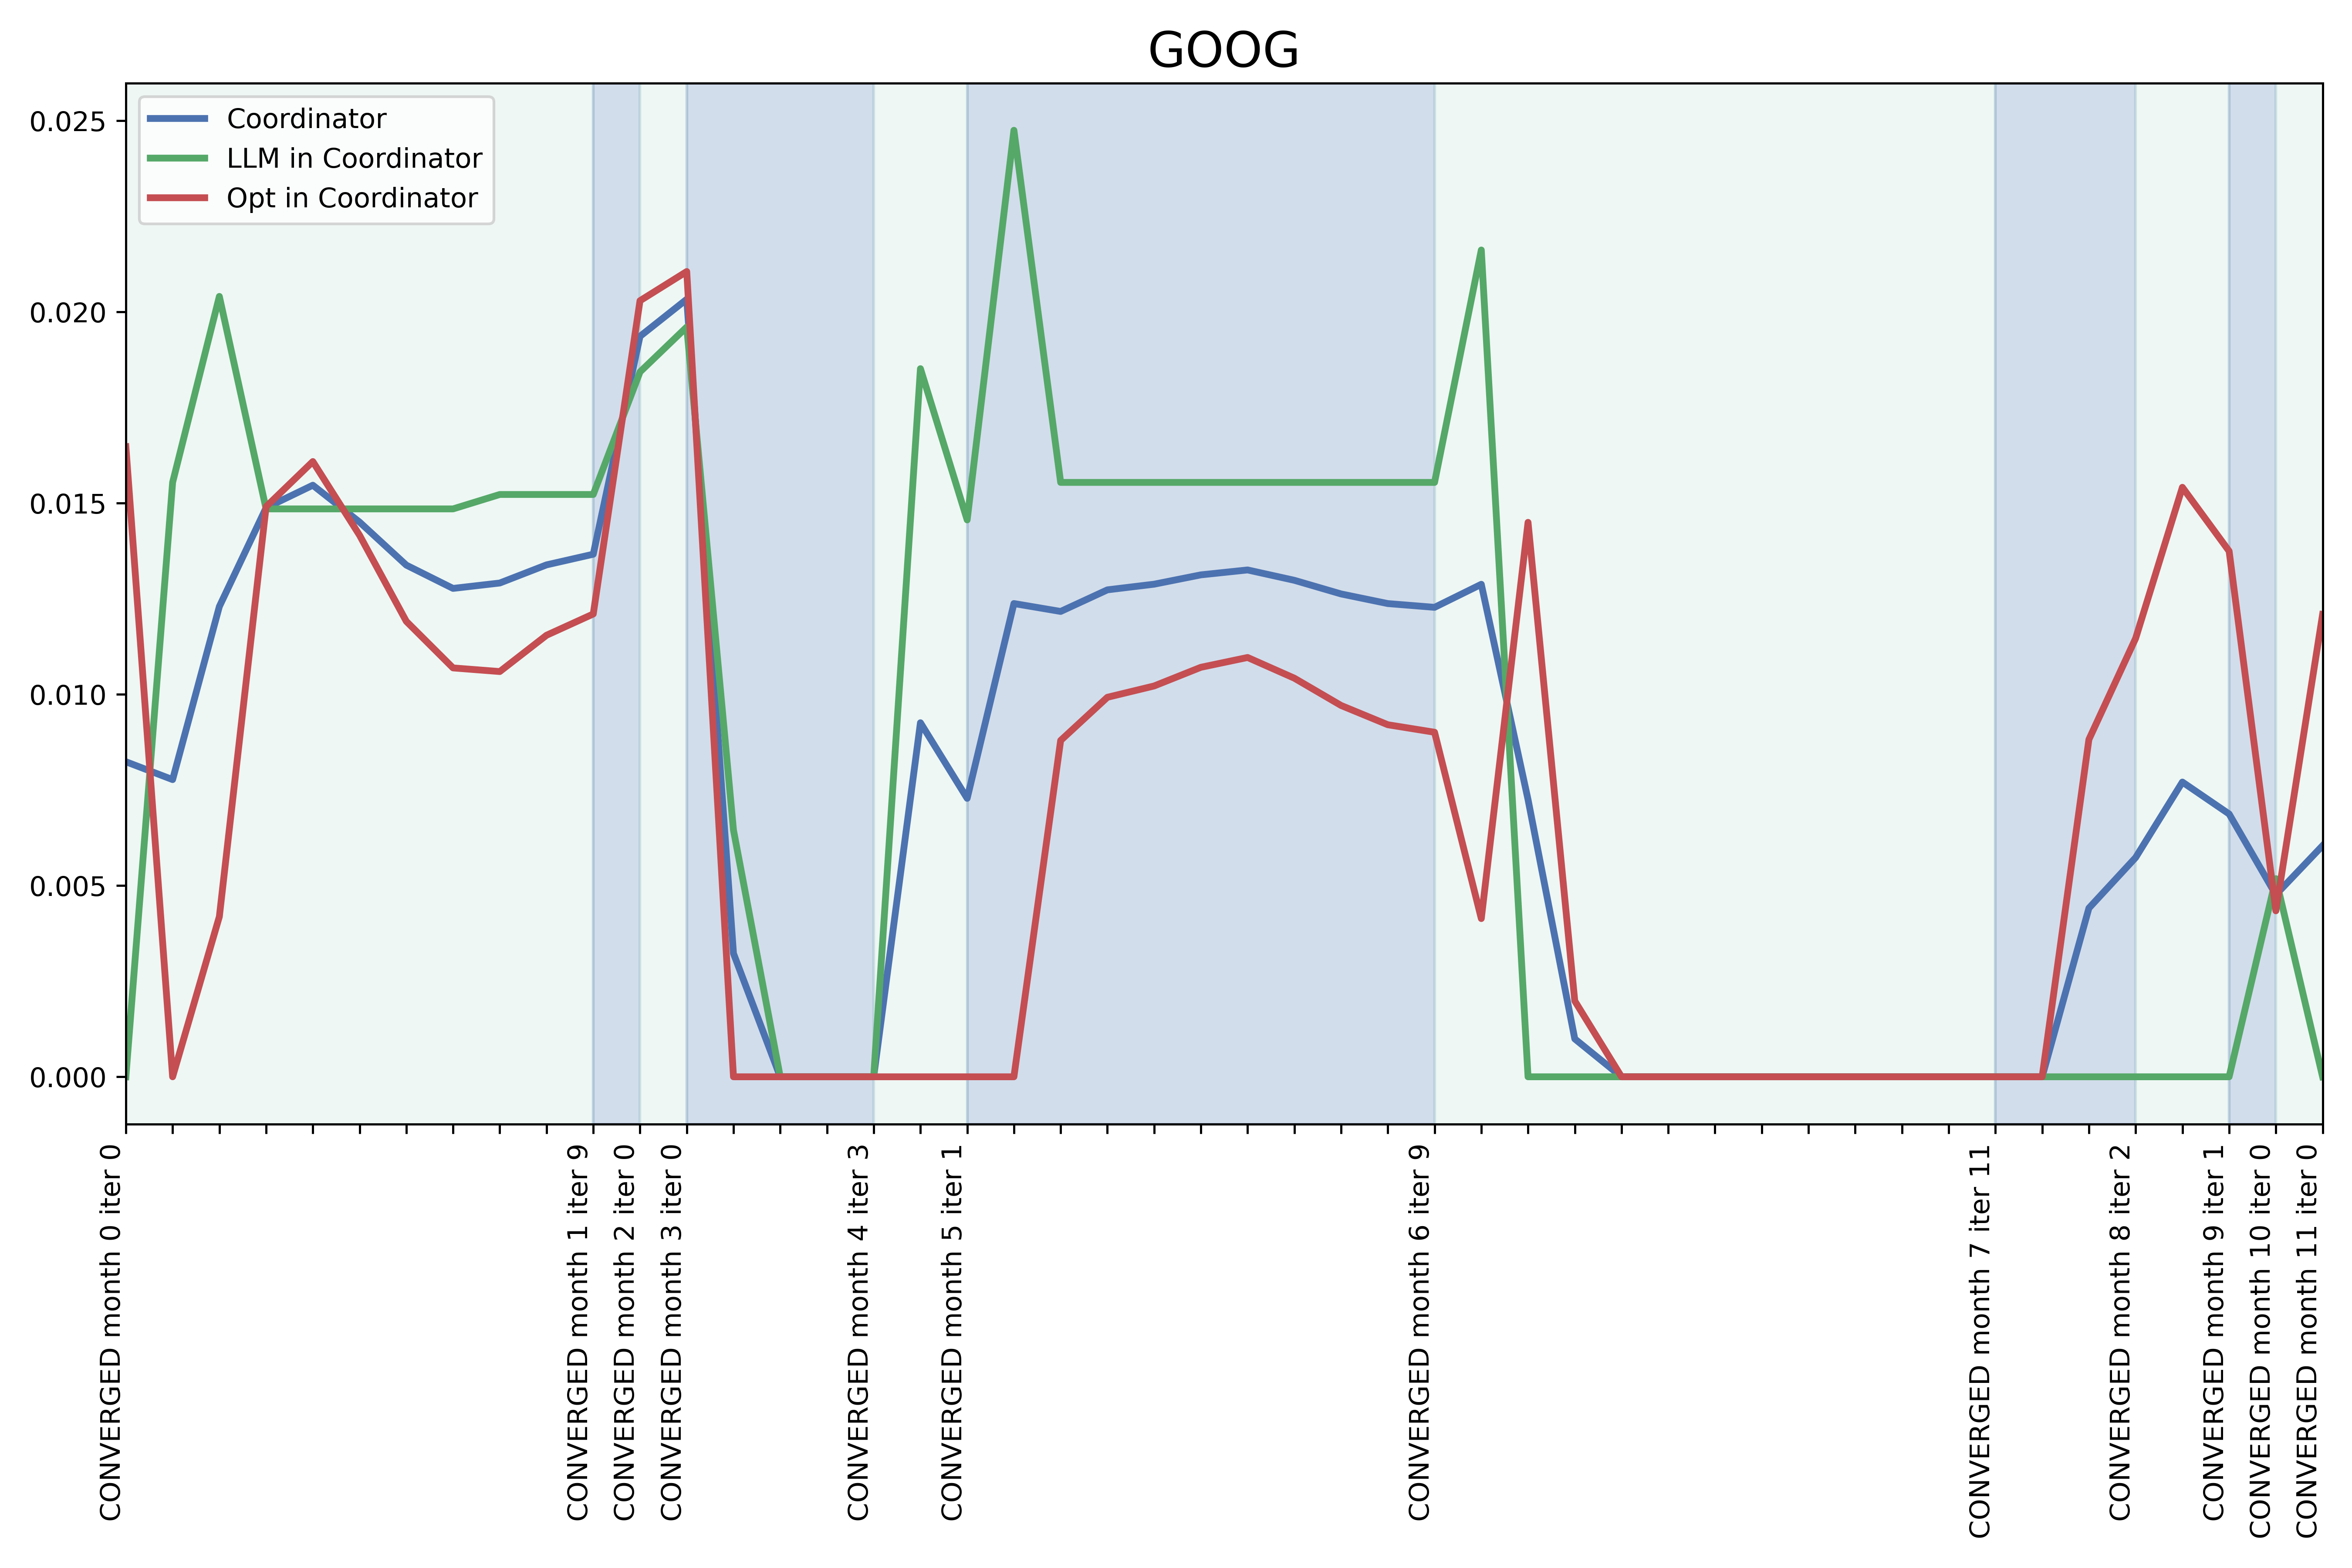 GOOG
Coordinator
LLM in Coordinator
Opt in Coordinator
0.025
0.020
0.015
0.010
0.005
0.000
CONVERGED month 0 iter 0
CONVERGED month 1 iter 9
CONVERGED month 2 iter 0
CONVERGED month 3 iter 0
CONVERGED month 4 iter 3
CONVERGED month 5 iter 1
CONVERGED month 6 iter 9
CONVERGED month 7 iter 11
CONVERGED month 8 iter 2
CONVERGED month 9 iter 1
CONVERGED month 10 iter 0
CONVERGED month 11 iter 0